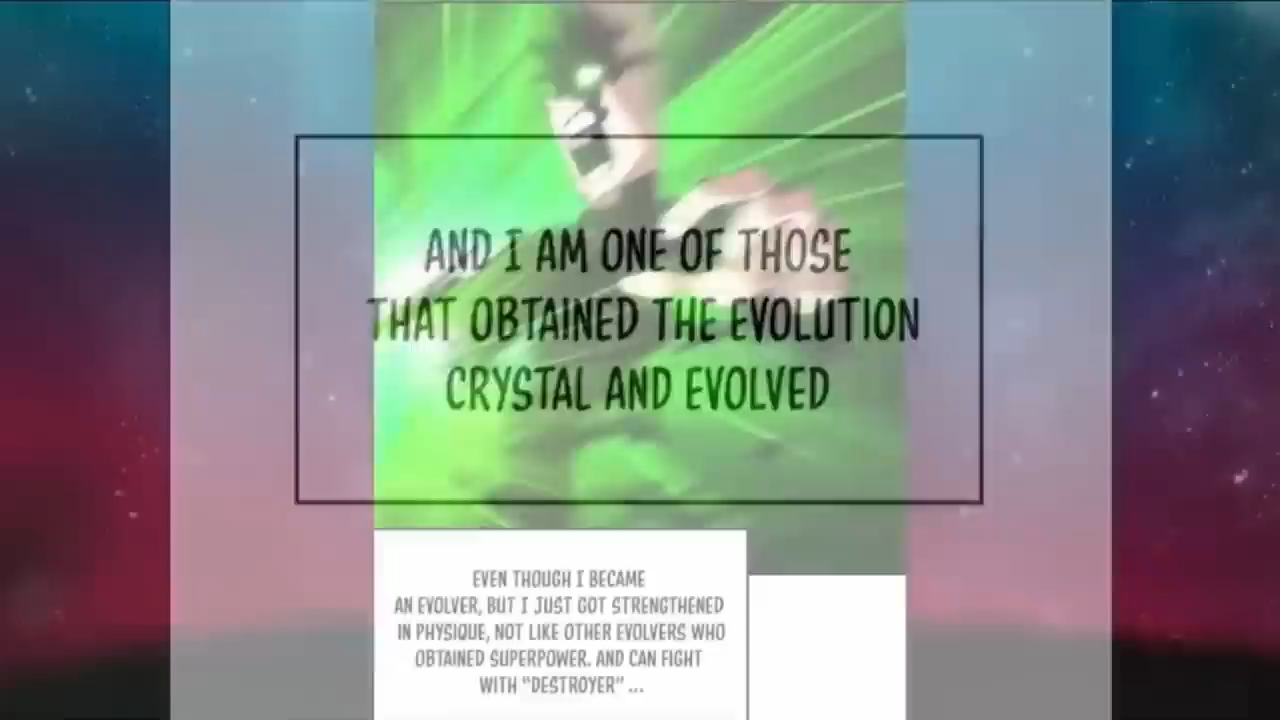 AND I AM ONE OF THOSE
THAT OBTAINED THE EVOLUTION
CRYSTAL AND EVOLVED
EVEN THOUGH I BECAME
AN EVOLVER, BUT I JUST GOT STRENGTHENED
IN PHYSIQUE, NOT LIKE OTHER EVOLVERS WHO
OBTAINED SUPERPOWER. AND CAN FIGHT
WITH "DESTROYER" ...